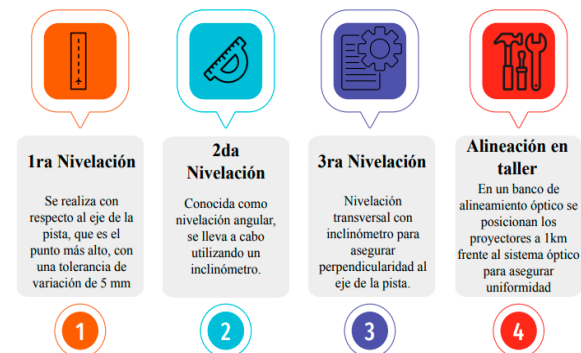 1ra Nivelación
Se realiza con
respecto al eje de la
pista, que es el
punto más alto, con
una tolerancia de
variación de 5 mm
1
2da
Nivelación
Conocida como
nivelación angular,
se lleva a cabo
utilizando un
inclinómetro.
2
3ra Nivelación
Nivelación
transversal con
inclinómetro para
asegurar
perpendicularidad al
eje de la pista.
3
Alineación en
taller
En un banco de
alineamiento óptico se
posicionan los
proyectores a 1km
frente al sistema óptico
para asegurar
uniformidad
4